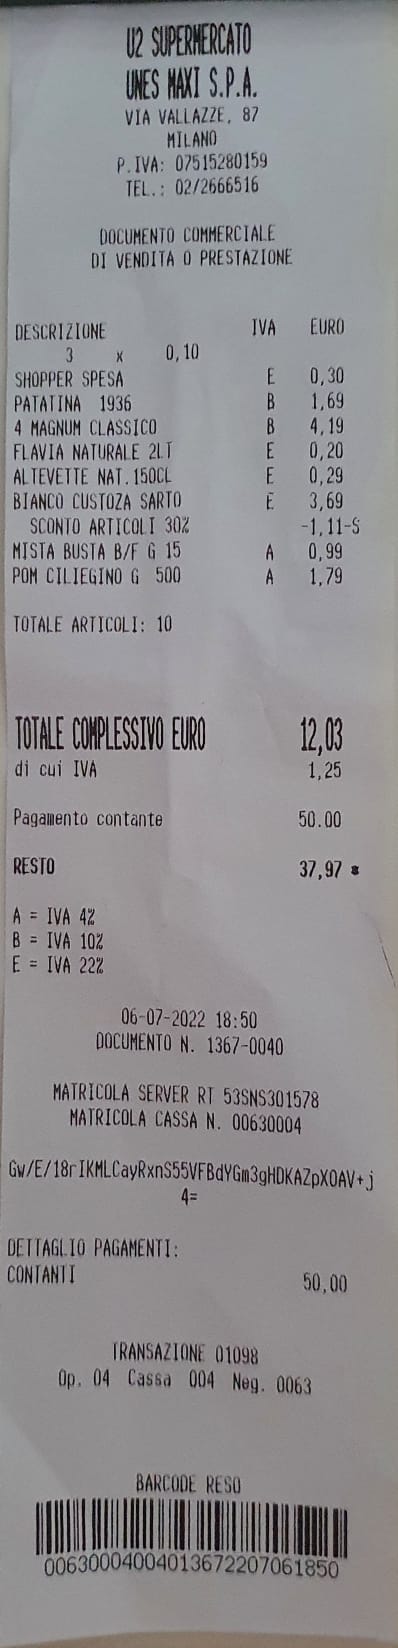 U2 SUPERMERCATO
UNES MAXI S.P.A.
VIA VALLAZZE, 87
MILANO
P.IVA: 07515280159
TEL.: 02/2666516
DOCUMENTO COMMERCIALE
DI VENDITA O PRESTAZIONE
DESCRIZIONE IVA EURO
3 x 0,10
SHOPPER SPESA E 0,30
PATATINA 1936 B 1,69
4 MAGNUM CLASSICO B 4,19
FLAVIA NATURALE 2LT E 0,20
ALTEVETTE NAT.150CL E 0,29
BIANCO CUSTOZA SARTO E 3,69
SCONTO ARTICOLI 30% -1,11-S
MISTA BUSTA B/F G 15 A 0,99
POM CILIEGINO G 500 A 1,79
TOTALE ARTICOLI: 10
TOTALE COMPLESSIVO EURO 12,03
di cui IVA 1,25
Pagamento contante 50.00
RESTO 37,97 *
A = IVA 4%
B = IVA 10%
E = IVA 22%
06-07-2022 18:50
DOCUMENTO N. 1367-0040
MATRICOLA SERVER RT 53SNS301578
MATRICOLA CASSA N. 00630004
Gw/E/18rIKMLCayRxnS55VFBdYGm3gHDKAZpXOAV+j
4=
DETTAGLIO PAGAMENTI:
CONTANTI 50,00
TRANSAZIONE 01098
Op. 04 Cassa 004 Neg. 0063
BARCODE RESO
0063000400401367220706​1850